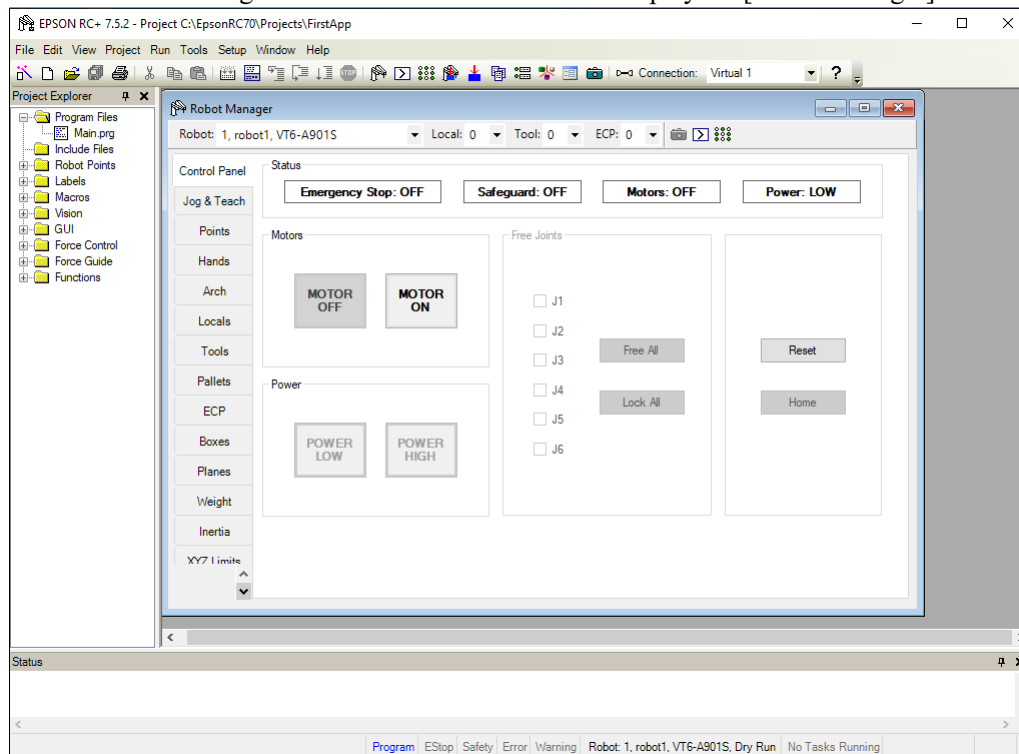 EPSON RC+ 7.5.2 - Project C:\EpsonRC70\Projects\FirstApp
File Edit View Project Run Tools Setup Window Help
Connection: Virtual 1
Project Explorer
Program Files
Main.prg
Include Files
Robot Points
Labels
Macros
Vision
GUI
Force Control
Force Guide
Functions
Robot Manager
Robot: 1, robot1, VT6-A901S Local: 0 Tool: 0 ECP: 0
Control Panel
Jog & Teach
Points
Hands
Arch
Locals
Tools
Pallets
ECP
Boxes
Planes
Weight
Inertia
XYZ Limits
Status
Emergency Stop: OFF Safeguard: OFF Motors: OFF Power: LOW
Motors
MOTOR OFF
MOTOR ON
Power
POWER LOW
POWER HIGH
Free Joints
J1
J2
J3
J4
J5
J6
Free All
Lock All
Reset
Home
Status
Program EStop Safety Error Warning Robot: 1, robot1, VT6-A901S, Dry Run No Tasks Running